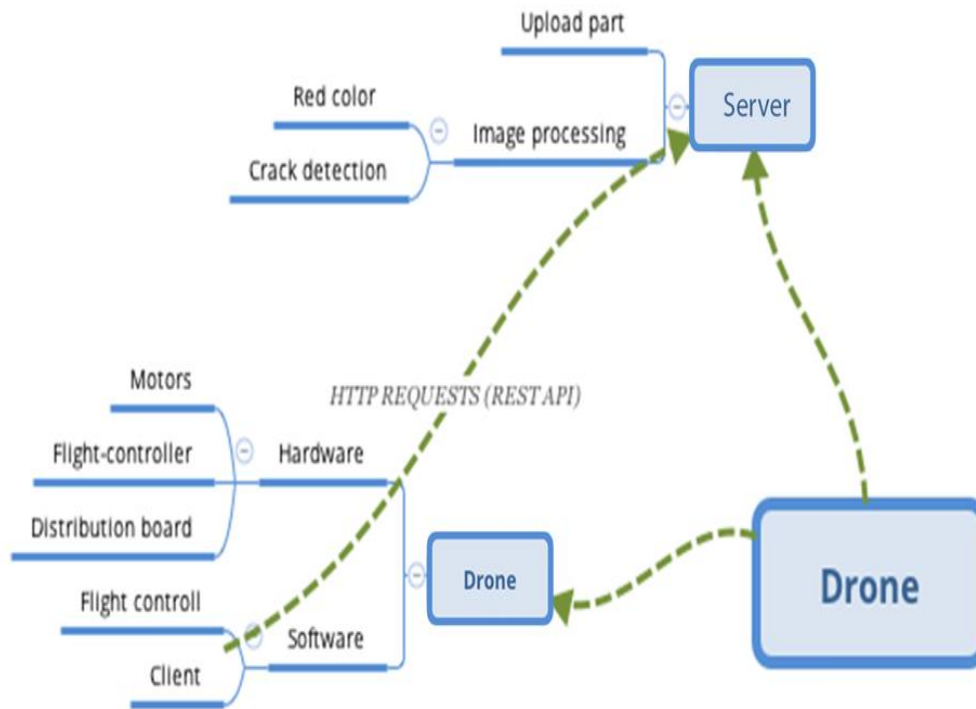 Upload part
Server
Red color
Image processing
Crack detection
HTTP REQUESTS (REST API)
Motors
Flight-controller
Hardware
Distribution board
Drone
Drone
Flight controll
Software
Client